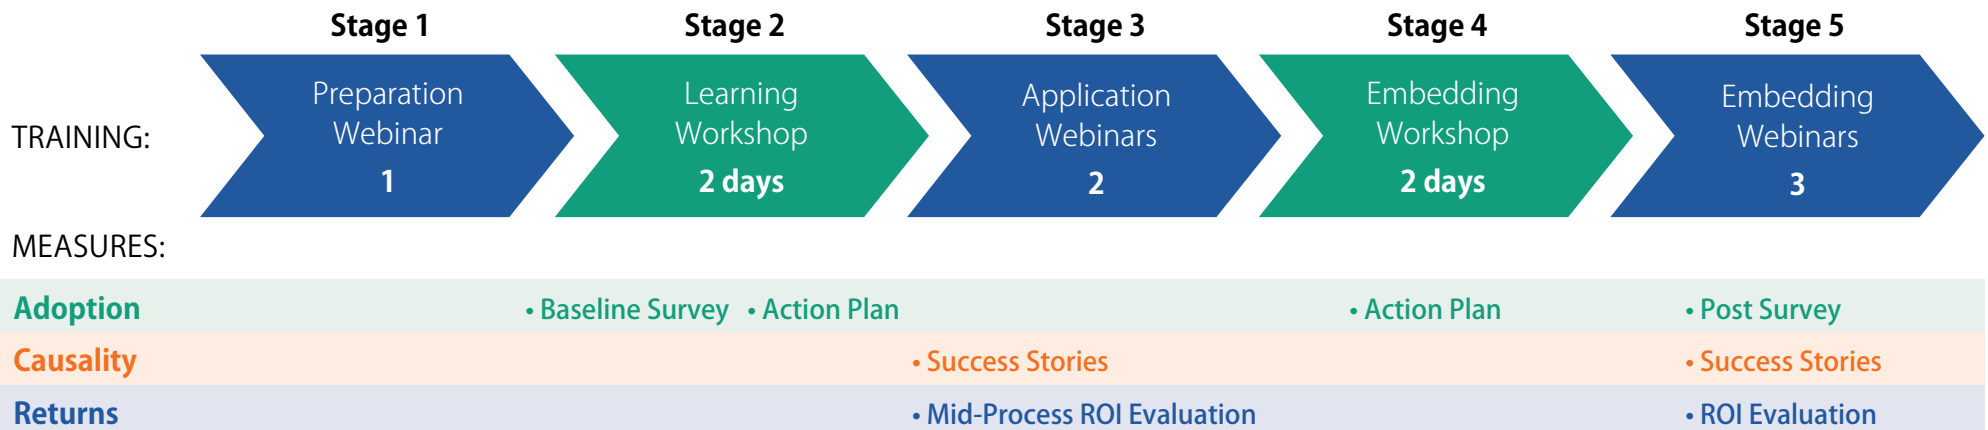 Stage 1
Stage 2
Stage 3
Stage 4
Stage 5
TRAINING:
Preparation
Webinar
1
Learning
Workshop
2 days
Application
Webinars
2
Embedding
Workshop
2 days
Embedding
Webinars
3
MEASURES:
Adoption
• Baseline Survey
• Action Plan
• Action Plan
• Post Survey
Causality
• Success Stories
• Success Stories
Returns
• Mid-Process ROI Evaluation
• ROI Evaluation